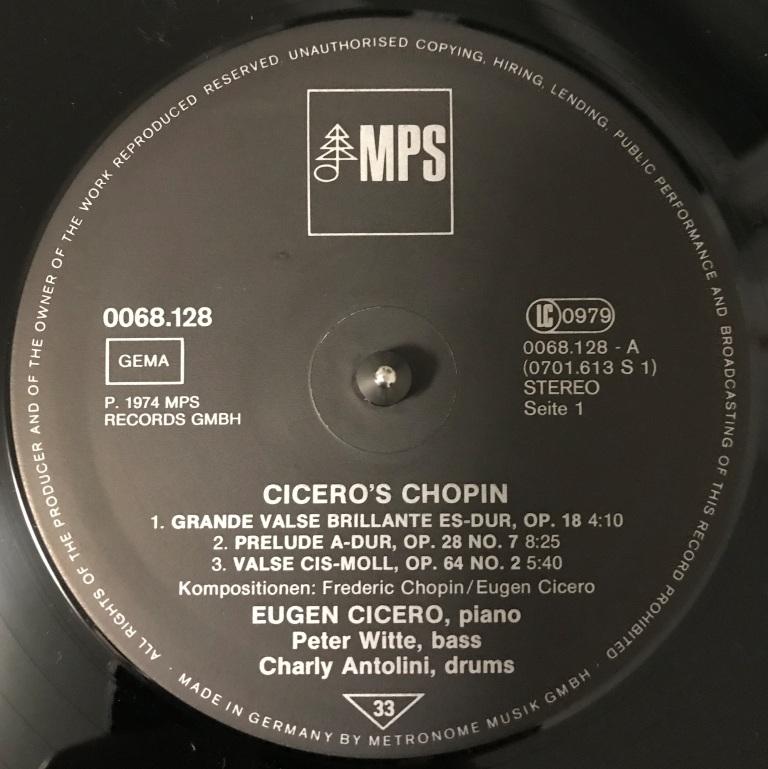 ALL RIGHTS OF THE PRODUCER AND OF THE OWNER OF THE WORK REPRODUCED RESERVED. UNAUTHORISED COPYING, HIRING, LENDING, PUBLIC PERFORMANCE AND BROADCASTING OF THIS RECORD PROHIBITED · MADE IN GERMANY BY METRONOME MUSIK GMBH ·
MPS
0068.128
GEMA
P. 1974 MPS
RECORDS GMBH
LC 0979
0068.128 - A
(0701.613 S 1)
STEREO
Seite 1
CICERO'S CHOPIN
1. GRANDE VALSE BRILLANTE ES-DUR, OP. 18 4:10
2. PRELUDE A-DUR, OP. 28 NO. 7 8:25
3. VALSE CIS-MOLL, OP. 64 NO. 2 5:40
Kompositionen: Frederic Chopin/Eugen Cicero
EUGEN CICERO, piano
Peter Witte, bass
Charly Antolini, drums
33